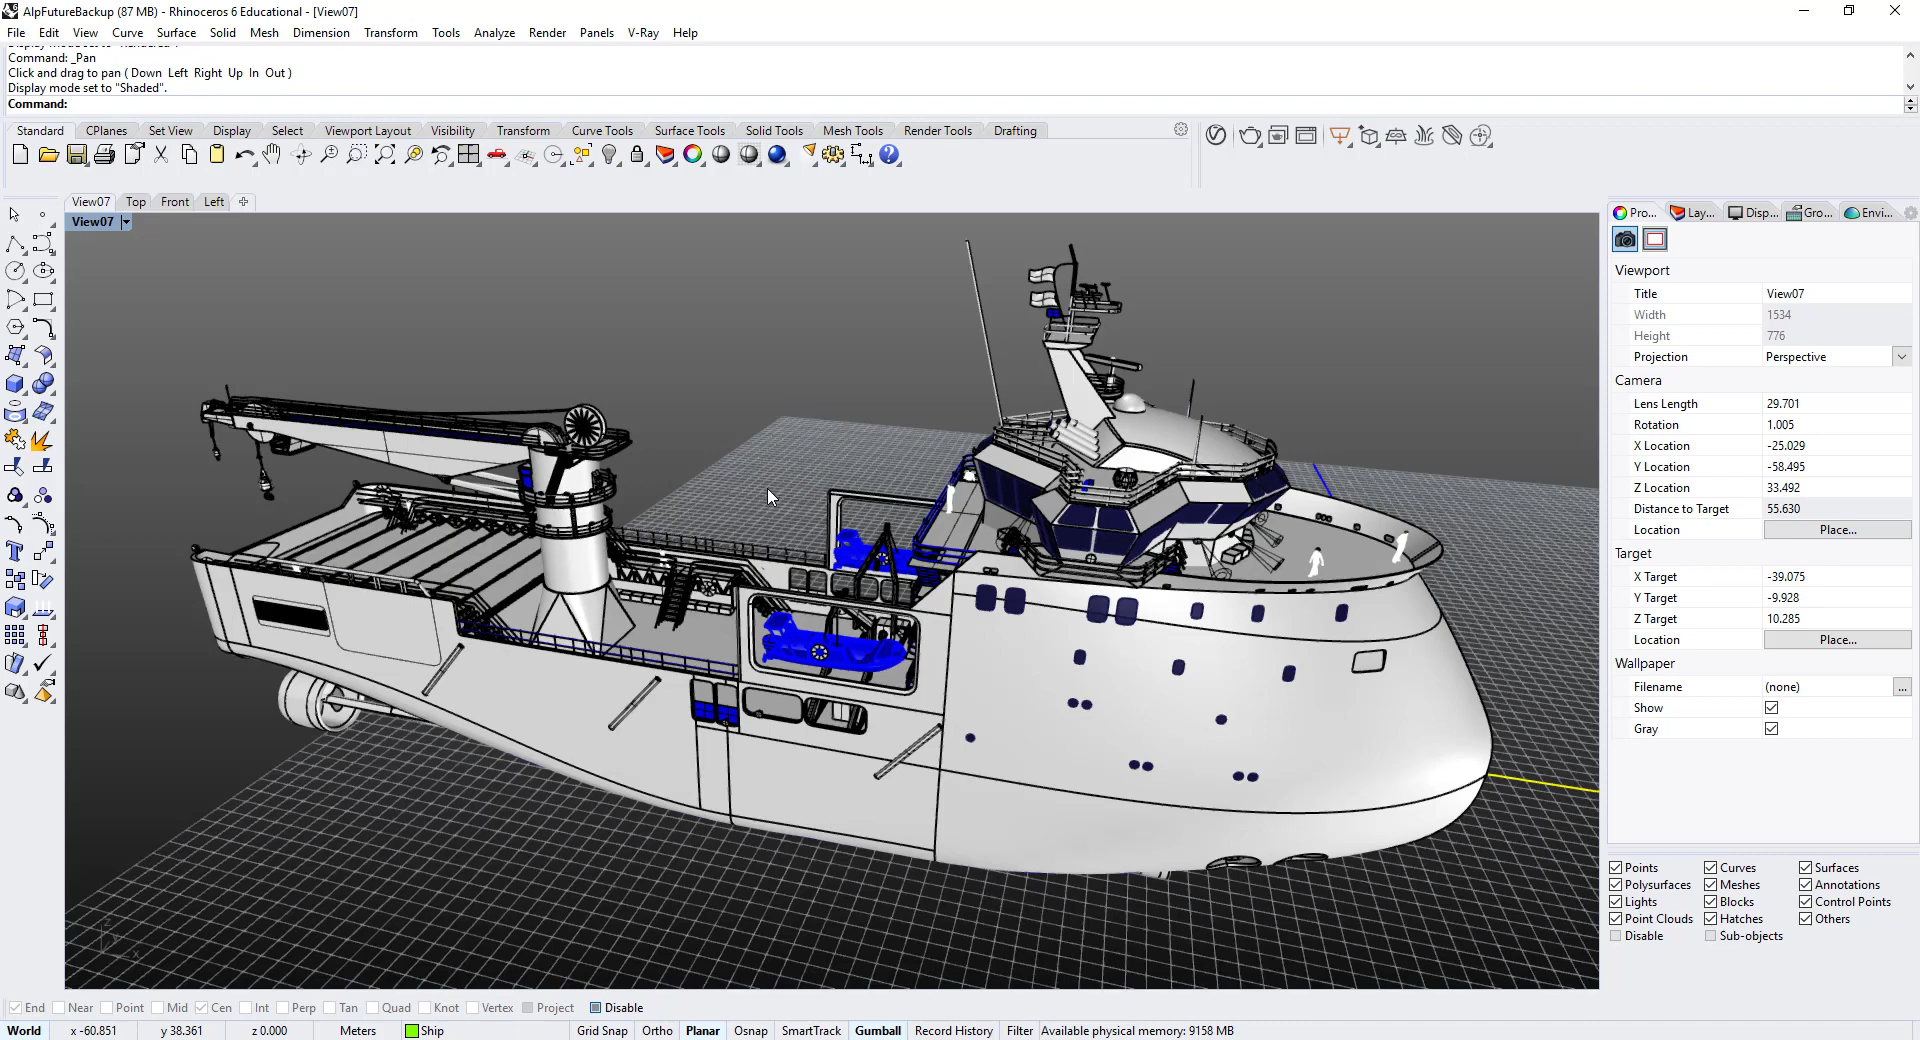 AlpFutureBackup (87 MB) - Rhinoceros 6 Educational - [View07]
File Edit View Curve Surface Solid Mesh Dimension Transform Tools Analyze Render Panels V-Ray Help
Command: _Pan
Click and drag to pan ( Down Left Right Up In Out )
Display mode set to "Shaded".
Command:
Standard CPlanes Set View Display Select Viewport Layout Visibility Transform Curve Tools Surface Tools Solid Tools Mesh Tools Render Tools Drafting
View07 Top Front Left
View07
Pro... Lay... Disp... Gro... Envi...
Viewport
Title View07
Width 1534
Height 776
Projection Perspective
Camera
Lens Length 29.701
Rotation 1.005
X Location -25.029
Y Location -58.495
Z Location 33.492
Distance to Target 55.630
Location Place...
Target
X Target -39.075
Y Target -9.928
Z Target 10.285
Location Place...
Wallpaper
Filename (none) ...
Show
Gray
Points Curves Surfaces
Polysurfaces Meshes Annotations
Lights Blocks Control Points
Point Clouds Hatches Others
Disable Sub-objects
z
y
x
End Near Point Mid Cen Int Perp Tan Quad Knot Vertex Project Disable
World x -60.851 y 38.361 z 0.000 Meters Ship Grid Snap Ortho Planar Osnap SmartTrack Gumball Record History Filter Available physical memory: 9158 MB